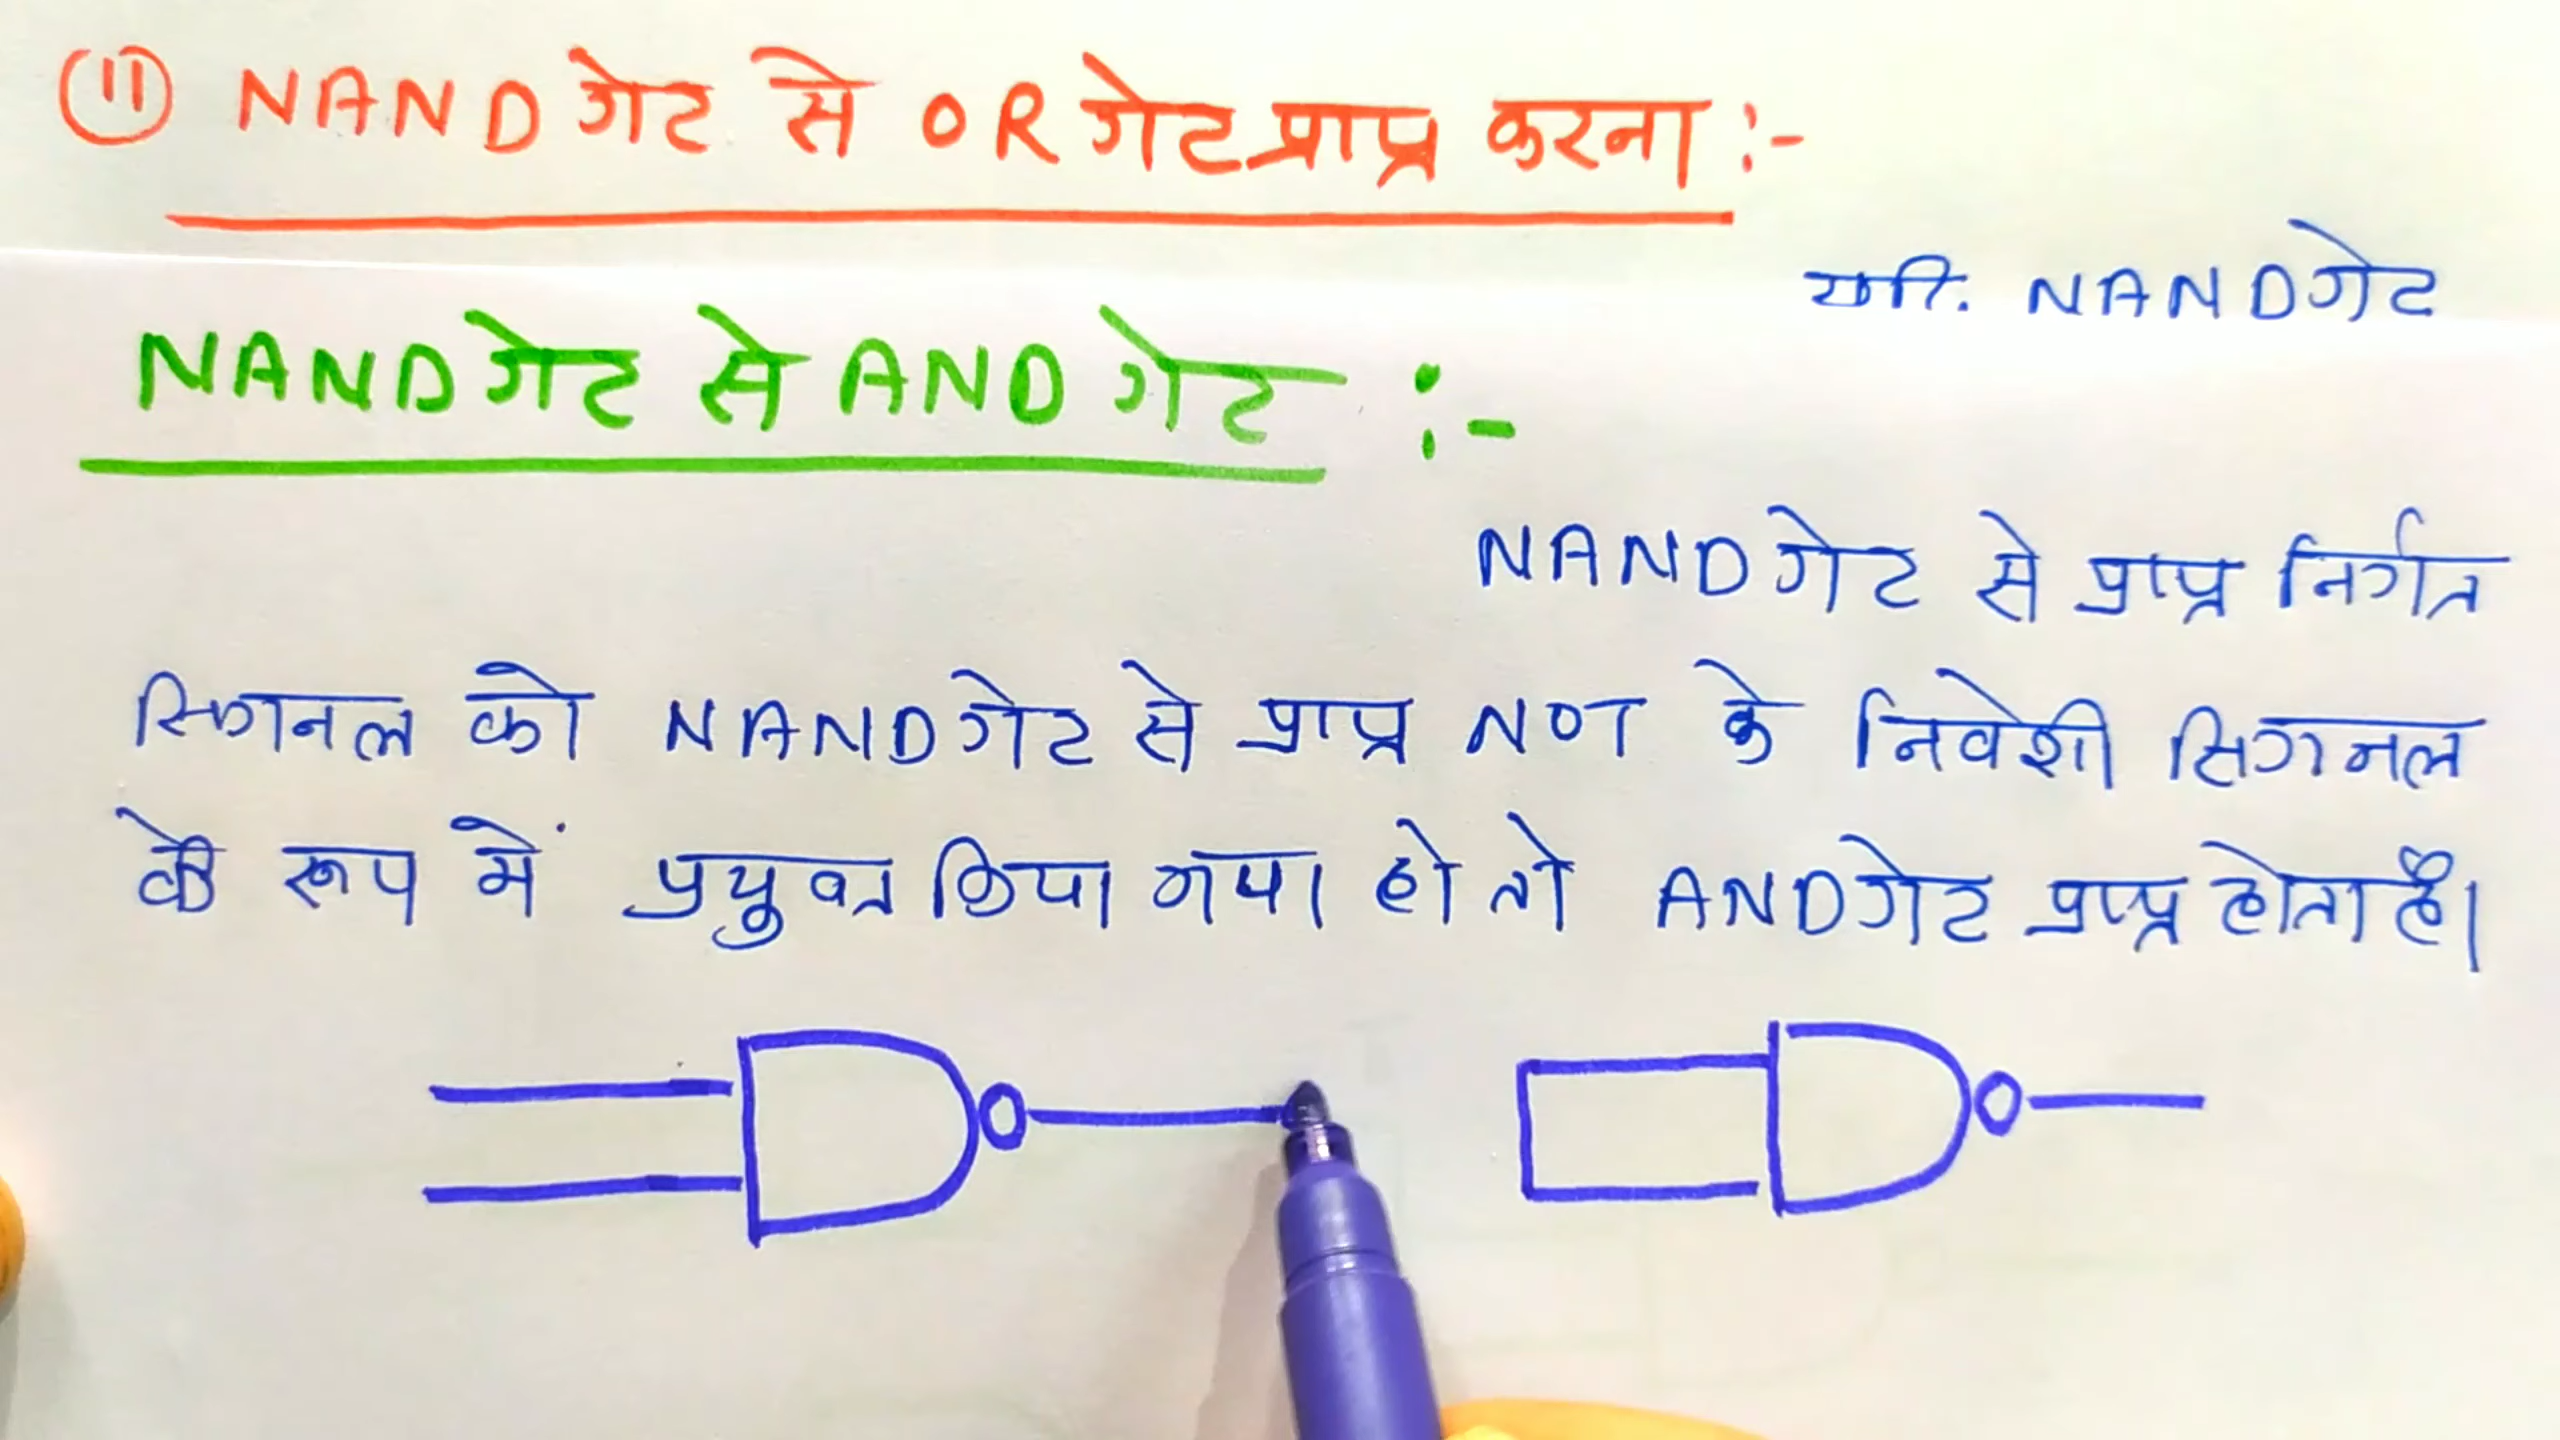 (11) NAND गेट से OR गेट प्राप्त करना :-
NAND गेट
NAND गेट से AND गेट :-
NAND गेट से प्राप्त निर्गत
सिगनल को NAND गेट से प्राप्त NOT के निवेशी सिगनल
के रूप में प्रयुक्त किया गया हो तो AND गेट प्राप्त होता है।